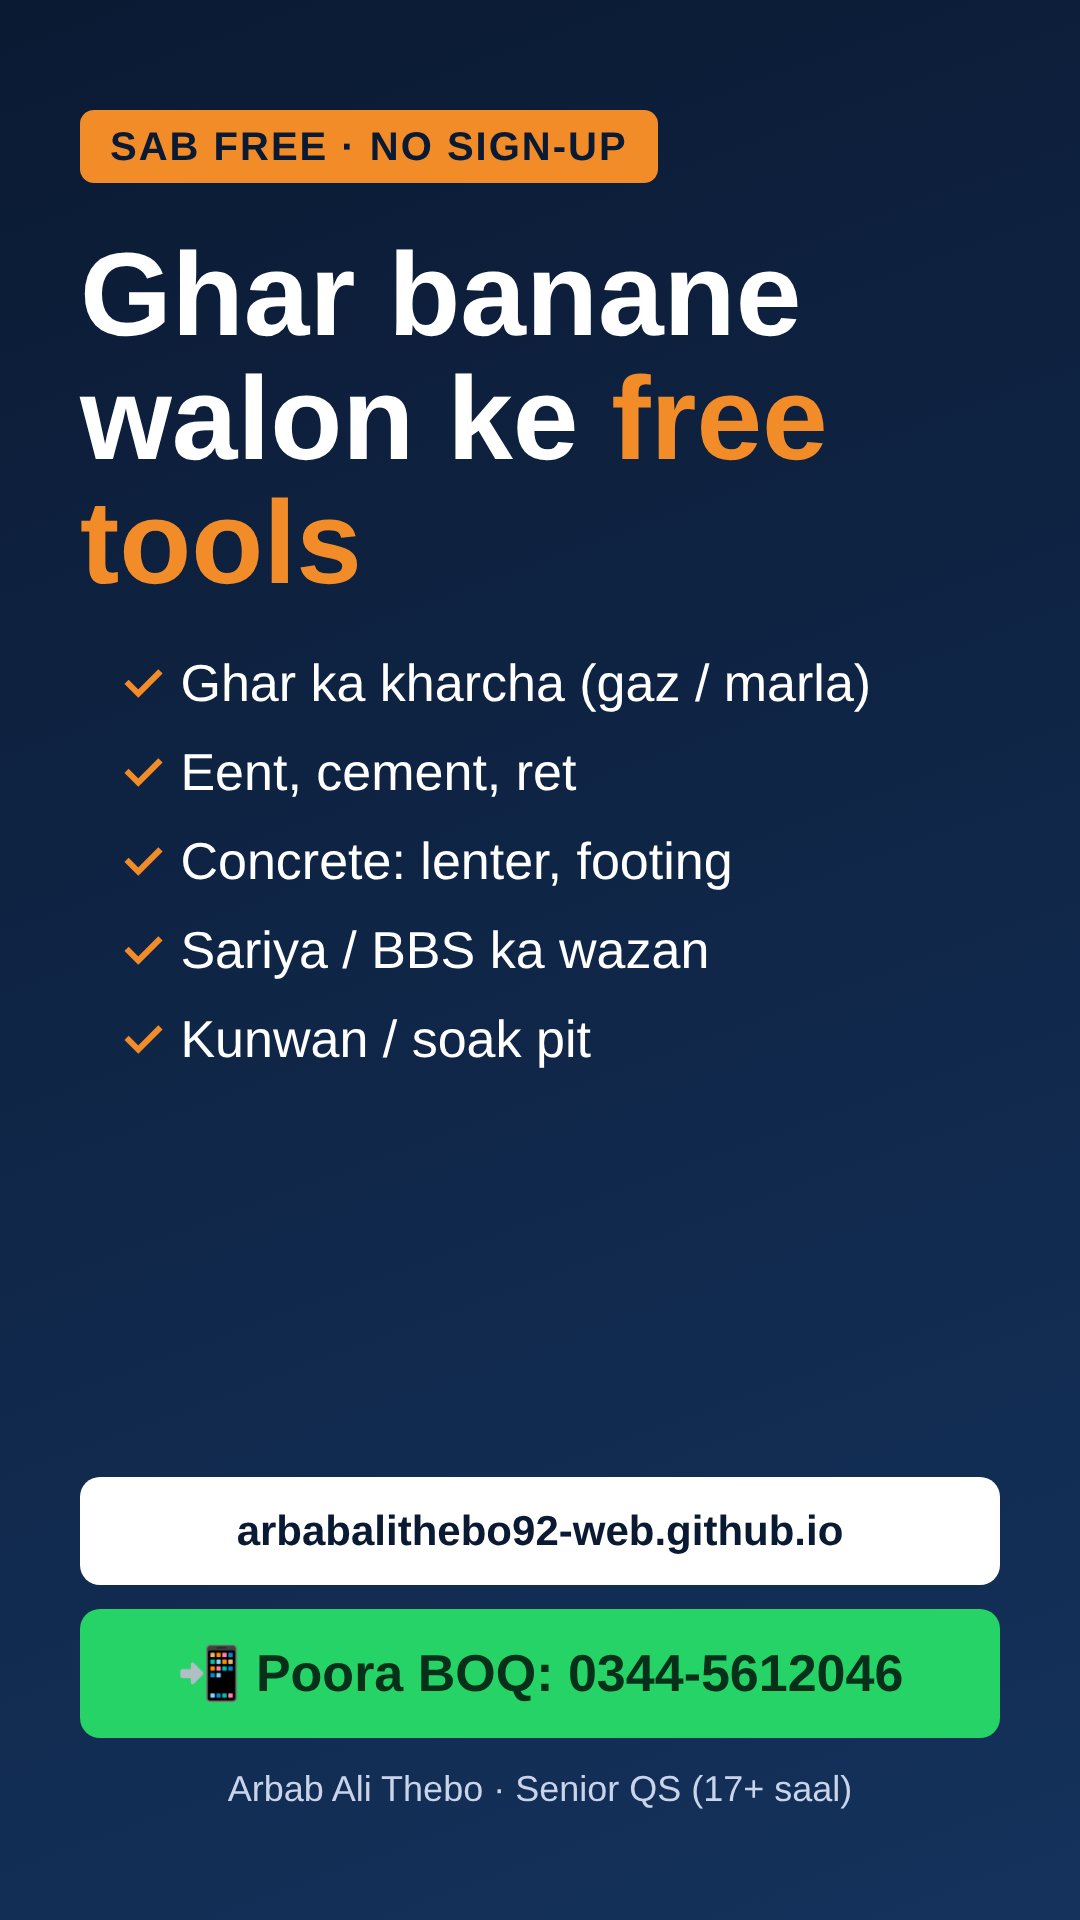 SAB FREE · NO SIGN-UP
Ghar banane
walon ke free
tools
✓ Ghar ka kharcha (gaz / marla)
✓ Eent, cement, ret
✓ Concrete: lenter, footing
✓ Sariya / BBS ka wazan
✓ Kunwan / soak pit
arbabalithebo92-web.github.io
📲 Poora BOQ: 0344-5612046
Arbab Ali Thebo · Senior QS (17+ saal)